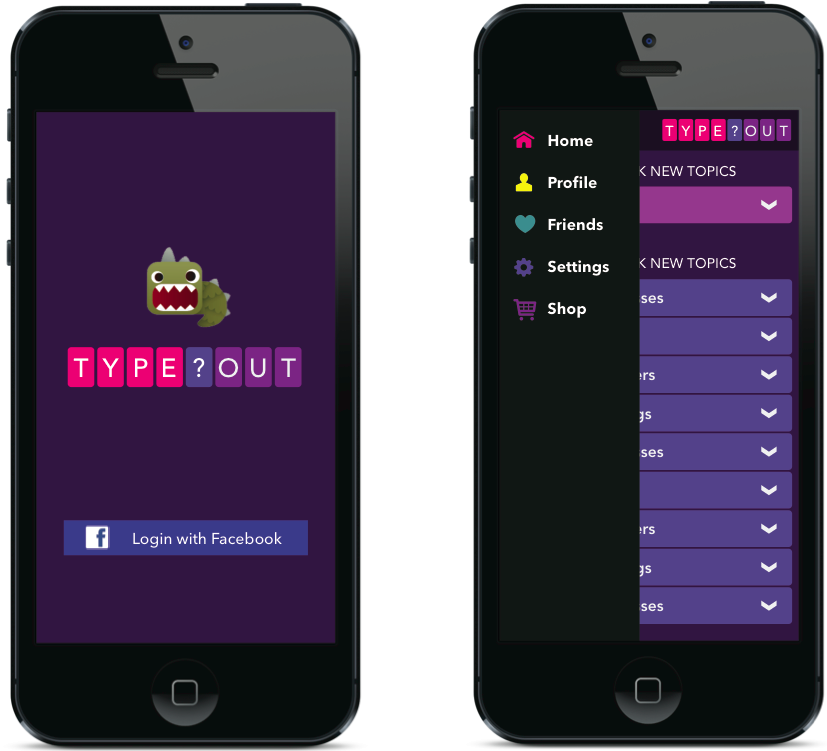 TYPE?OUT
Login with Facebook
Home
Profile
Friends
Settings
Shop
TYPE?OUT
K NEW TOPICS
K NEW TOPICS
ses
ers
gs
ses
ers
gs
ses